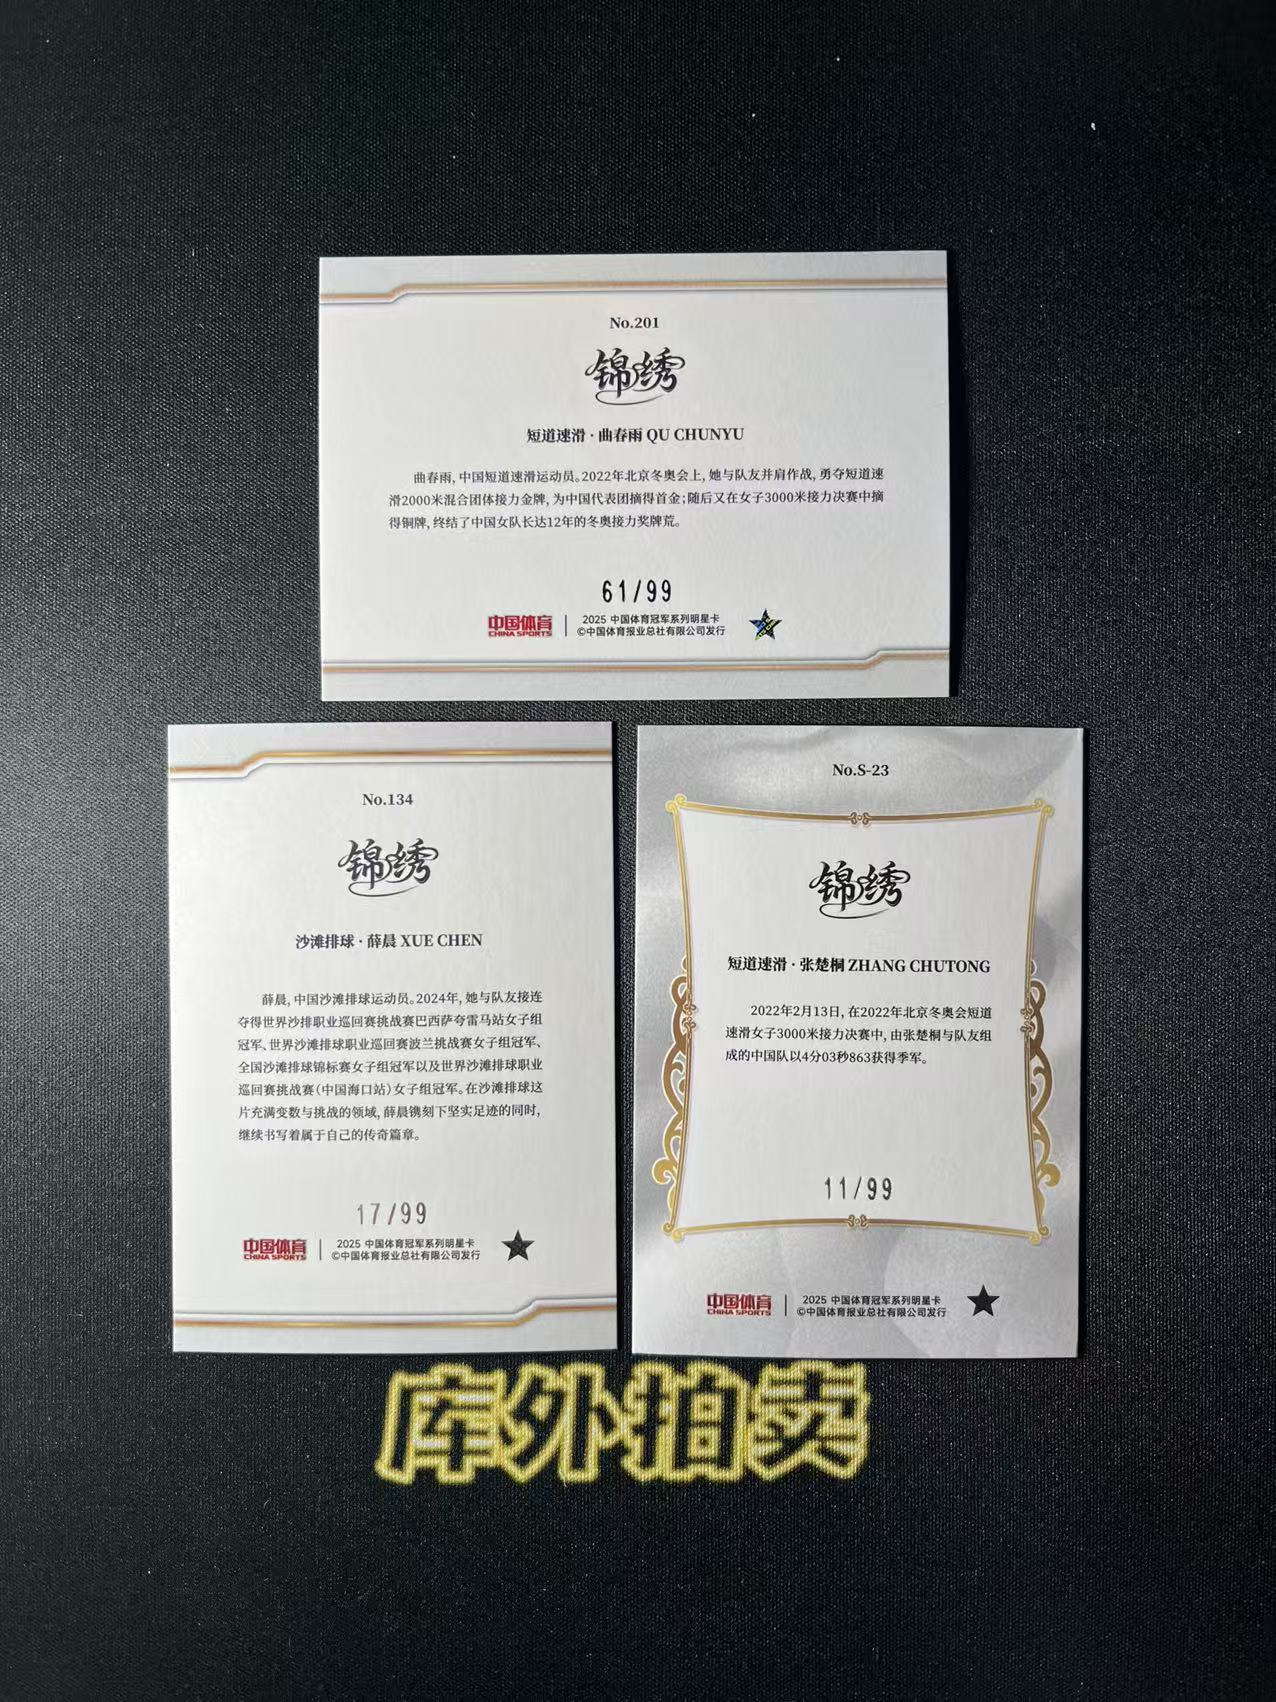 No.201
锦绣
短道速滑·曲春雨 QU CHUNYU
曲春雨,中国短道速滑运动员。2022年北京冬奥会上,她与队友并肩作战,勇夺短道速
滑2000米混合团体接力金牌,为中国代表团摘得首金;随后又在女子3000米接力决赛中摘
得铜牌,终结了中国女队长达12年的冬奥接力奖牌荒。
61/99
中国体育
CHINA SPORTS
2025 中国体育冠军系列明星卡
©中国体育报业总社有限公司发行
No.134
锦绣
沙滩排球·薛晨 XUE CHEN
薛晨,中国沙滩排球运动员。2024年,她与队友接连
夺得世界沙排职业巡回赛挑战赛巴西萨夸雷马站女子组
冠军、世界沙滩排球职业巡回赛波兰挑战赛女子组冠军、
全国沙滩排球锦标赛女子组冠军以及世界沙滩排球职业
巡回赛挑战赛(中国海口站)女子组冠军。在沙滩排球这
片充满变数与挑战的领域,薛晨镌刻下坚实足迹的同时,
继续书写着属于自己的传奇篇章。
17/99
中国体育
CHINA SPORTS
2025 中国体育冠军系列明星卡
©中国体育报业总社有限公司发行
No.S-23
锦绣
短道速滑·张楚桐 ZHANG CHUTONG
2022年2月13日,在2022年北京冬奥会短道
速滑女子3000米接力决赛中,由张楚桐与队友组
成的中国队以4分03秒863获得季军。
11/99
中国体育
CHINA SPORTS
2025 中国体育冠军系列明星卡
©中国体育报业总社有限公司发行
库外拍卖